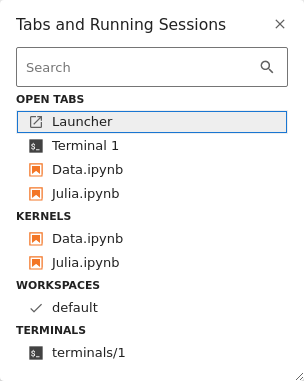 Tabs and Running Sessions
Search
OPEN TABS
Launcher
Terminal 1
Data.ipynb
Julia.ipynb
KERNELS
Data.ipynb
Julia.ipynb
WORKSPACES
default
TERMINALS
terminals/1